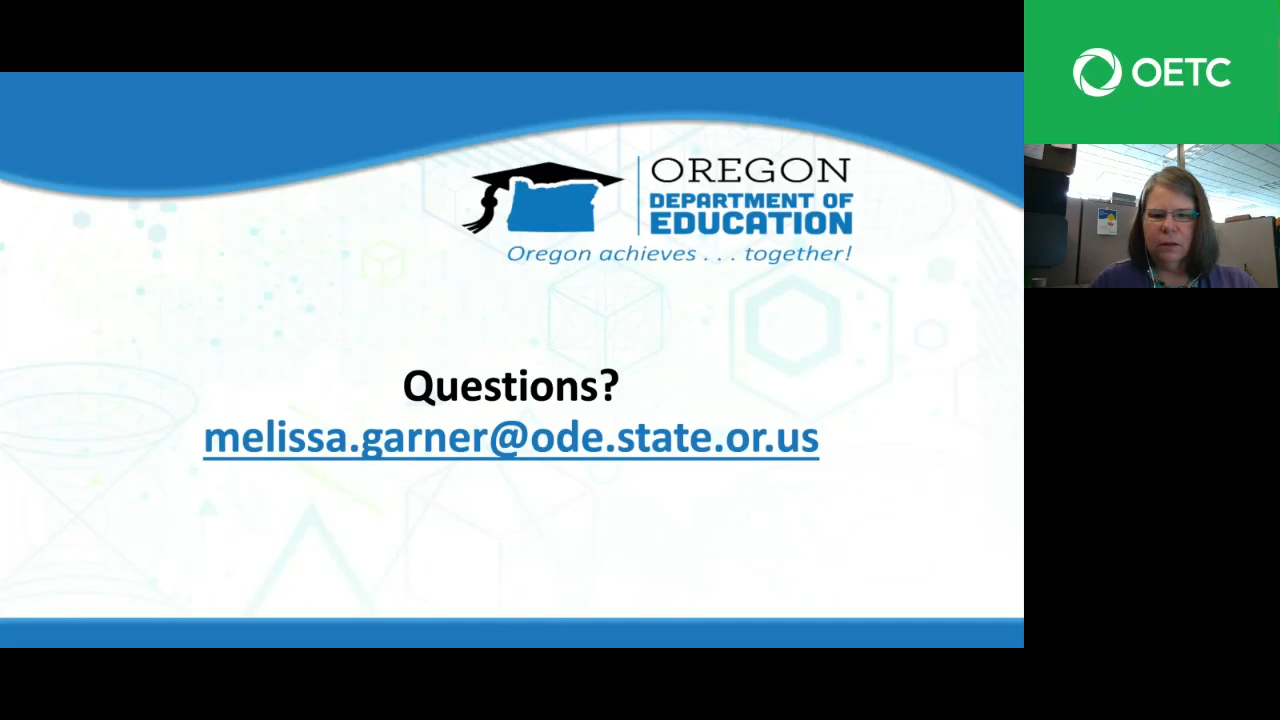 OETC
OREGON
DEPARTMENT OF
EDUCATION
Oregon achieves . . . together!
Questions?
melissa.garner@ode.state.or.us